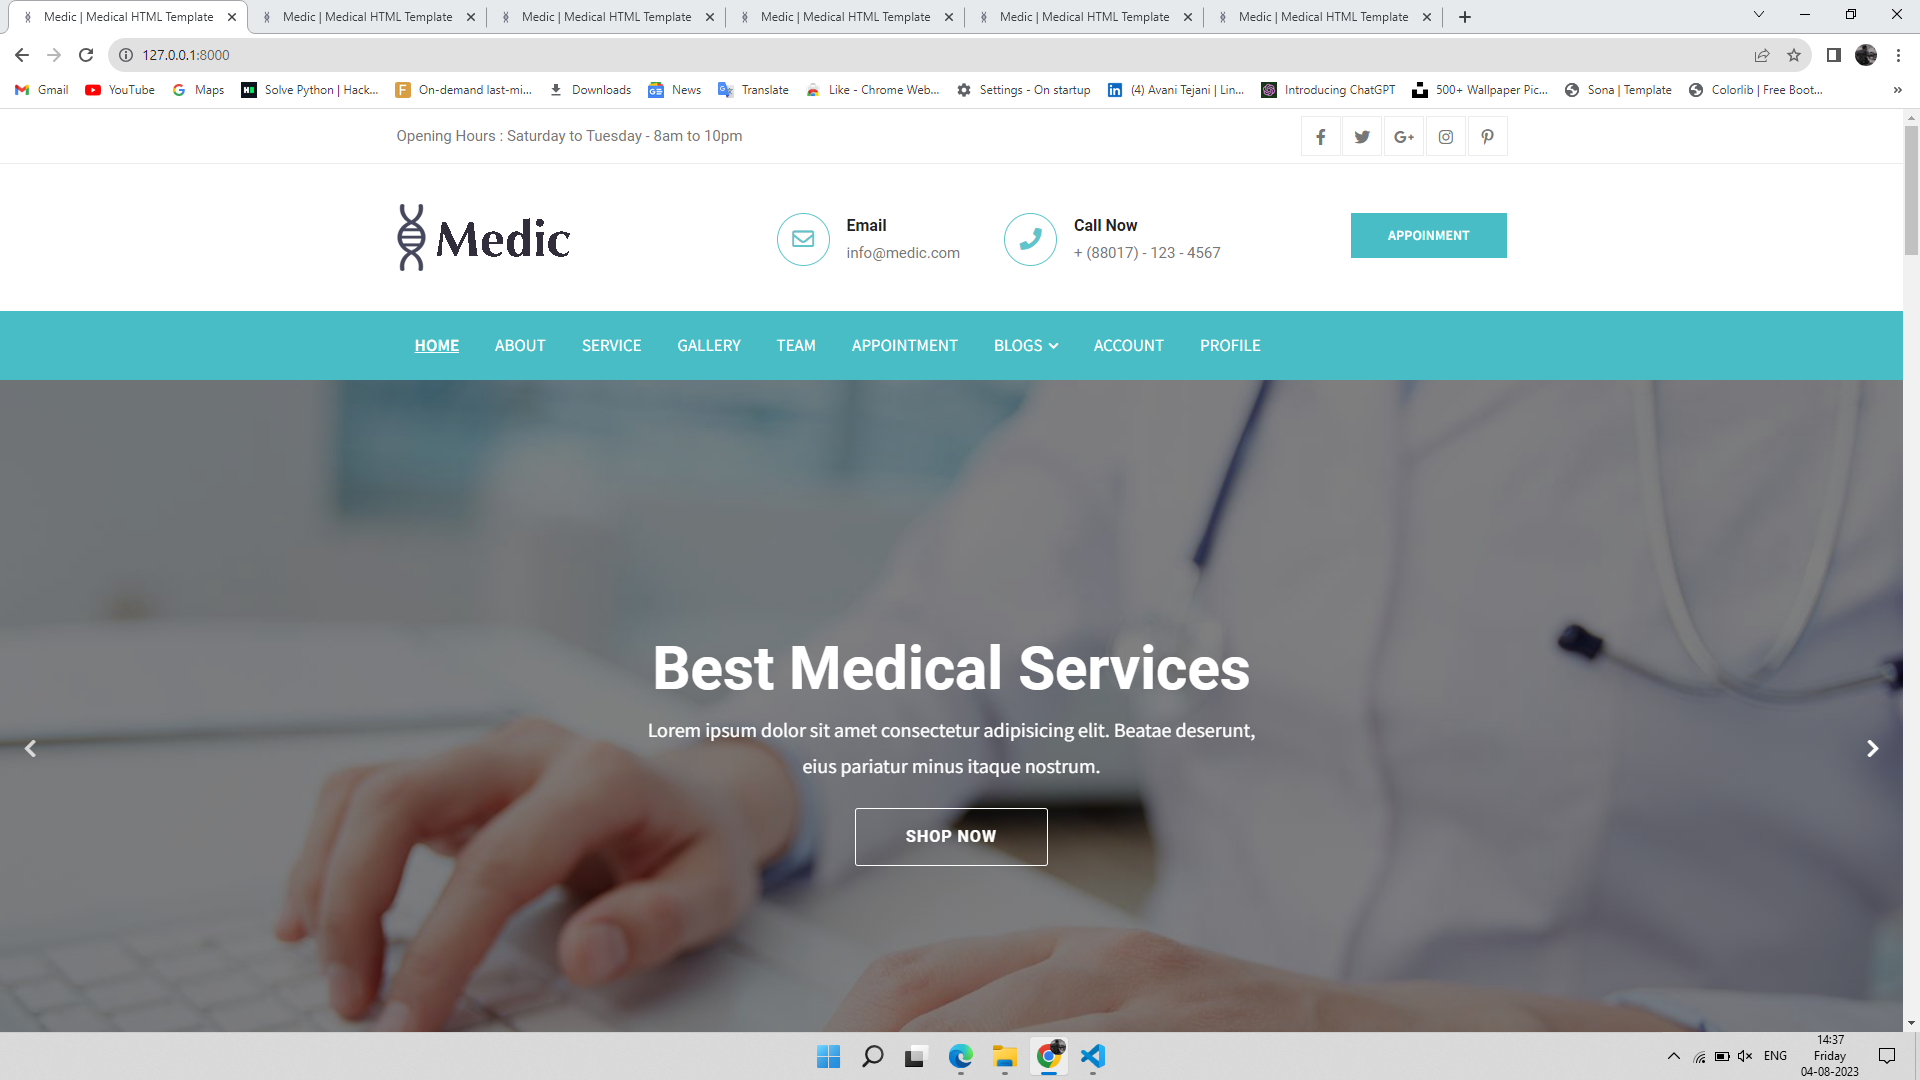 Medic | Medical HTML Template
Medic | Medical HTML Template
Medic | Medical HTML Template
Medic | Medical HTML Template
Medic | Medical HTML Template
Medic | Medical HTML Template
127.0.0.1:8000
Gmail
YouTube
Maps
Solve Python | Hack...
On-demand last-mi...
Downloads
News
Translate
Like - Chrome Web...
Settings - On startup
(4) Avani Tejani | Lin...
Introducing ChatGPT
500+ Wallpaper Pic...
Sona | Template
Colorlib | Free Boot...
Opening Hours : Saturday to Tuesday - 8am to 10pm
Medic
Email
info@medic.com
Call Now
+ (88017) - 123 - 4567
APPOINMENT
HOME
ABOUT
SERVICE
GALLERY
TEAM
APPOINTMENT
BLOGS
ACCOUNT
PROFILE
Best Medical Services
Lorem ipsum dolor sit amet consectetur adipisicing elit. Beatae deserunt,
eius pariatur minus itaque nostrum.
SHOP NOW
ENG
14:37
Friday
04-08-2023